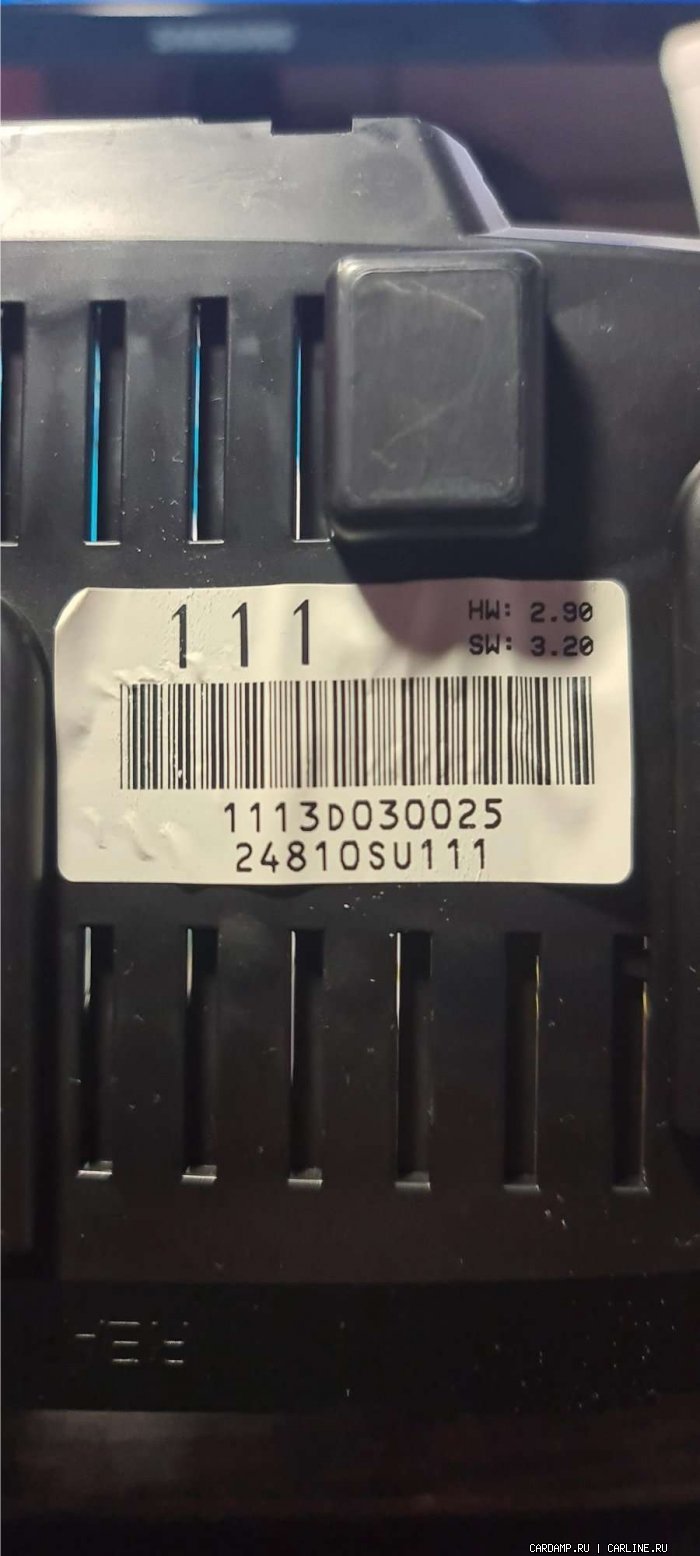 111
HW: 2.90
SW: 3.20
1113D030025
24810SU111
CARDAMP.RU | CARLINE.RU